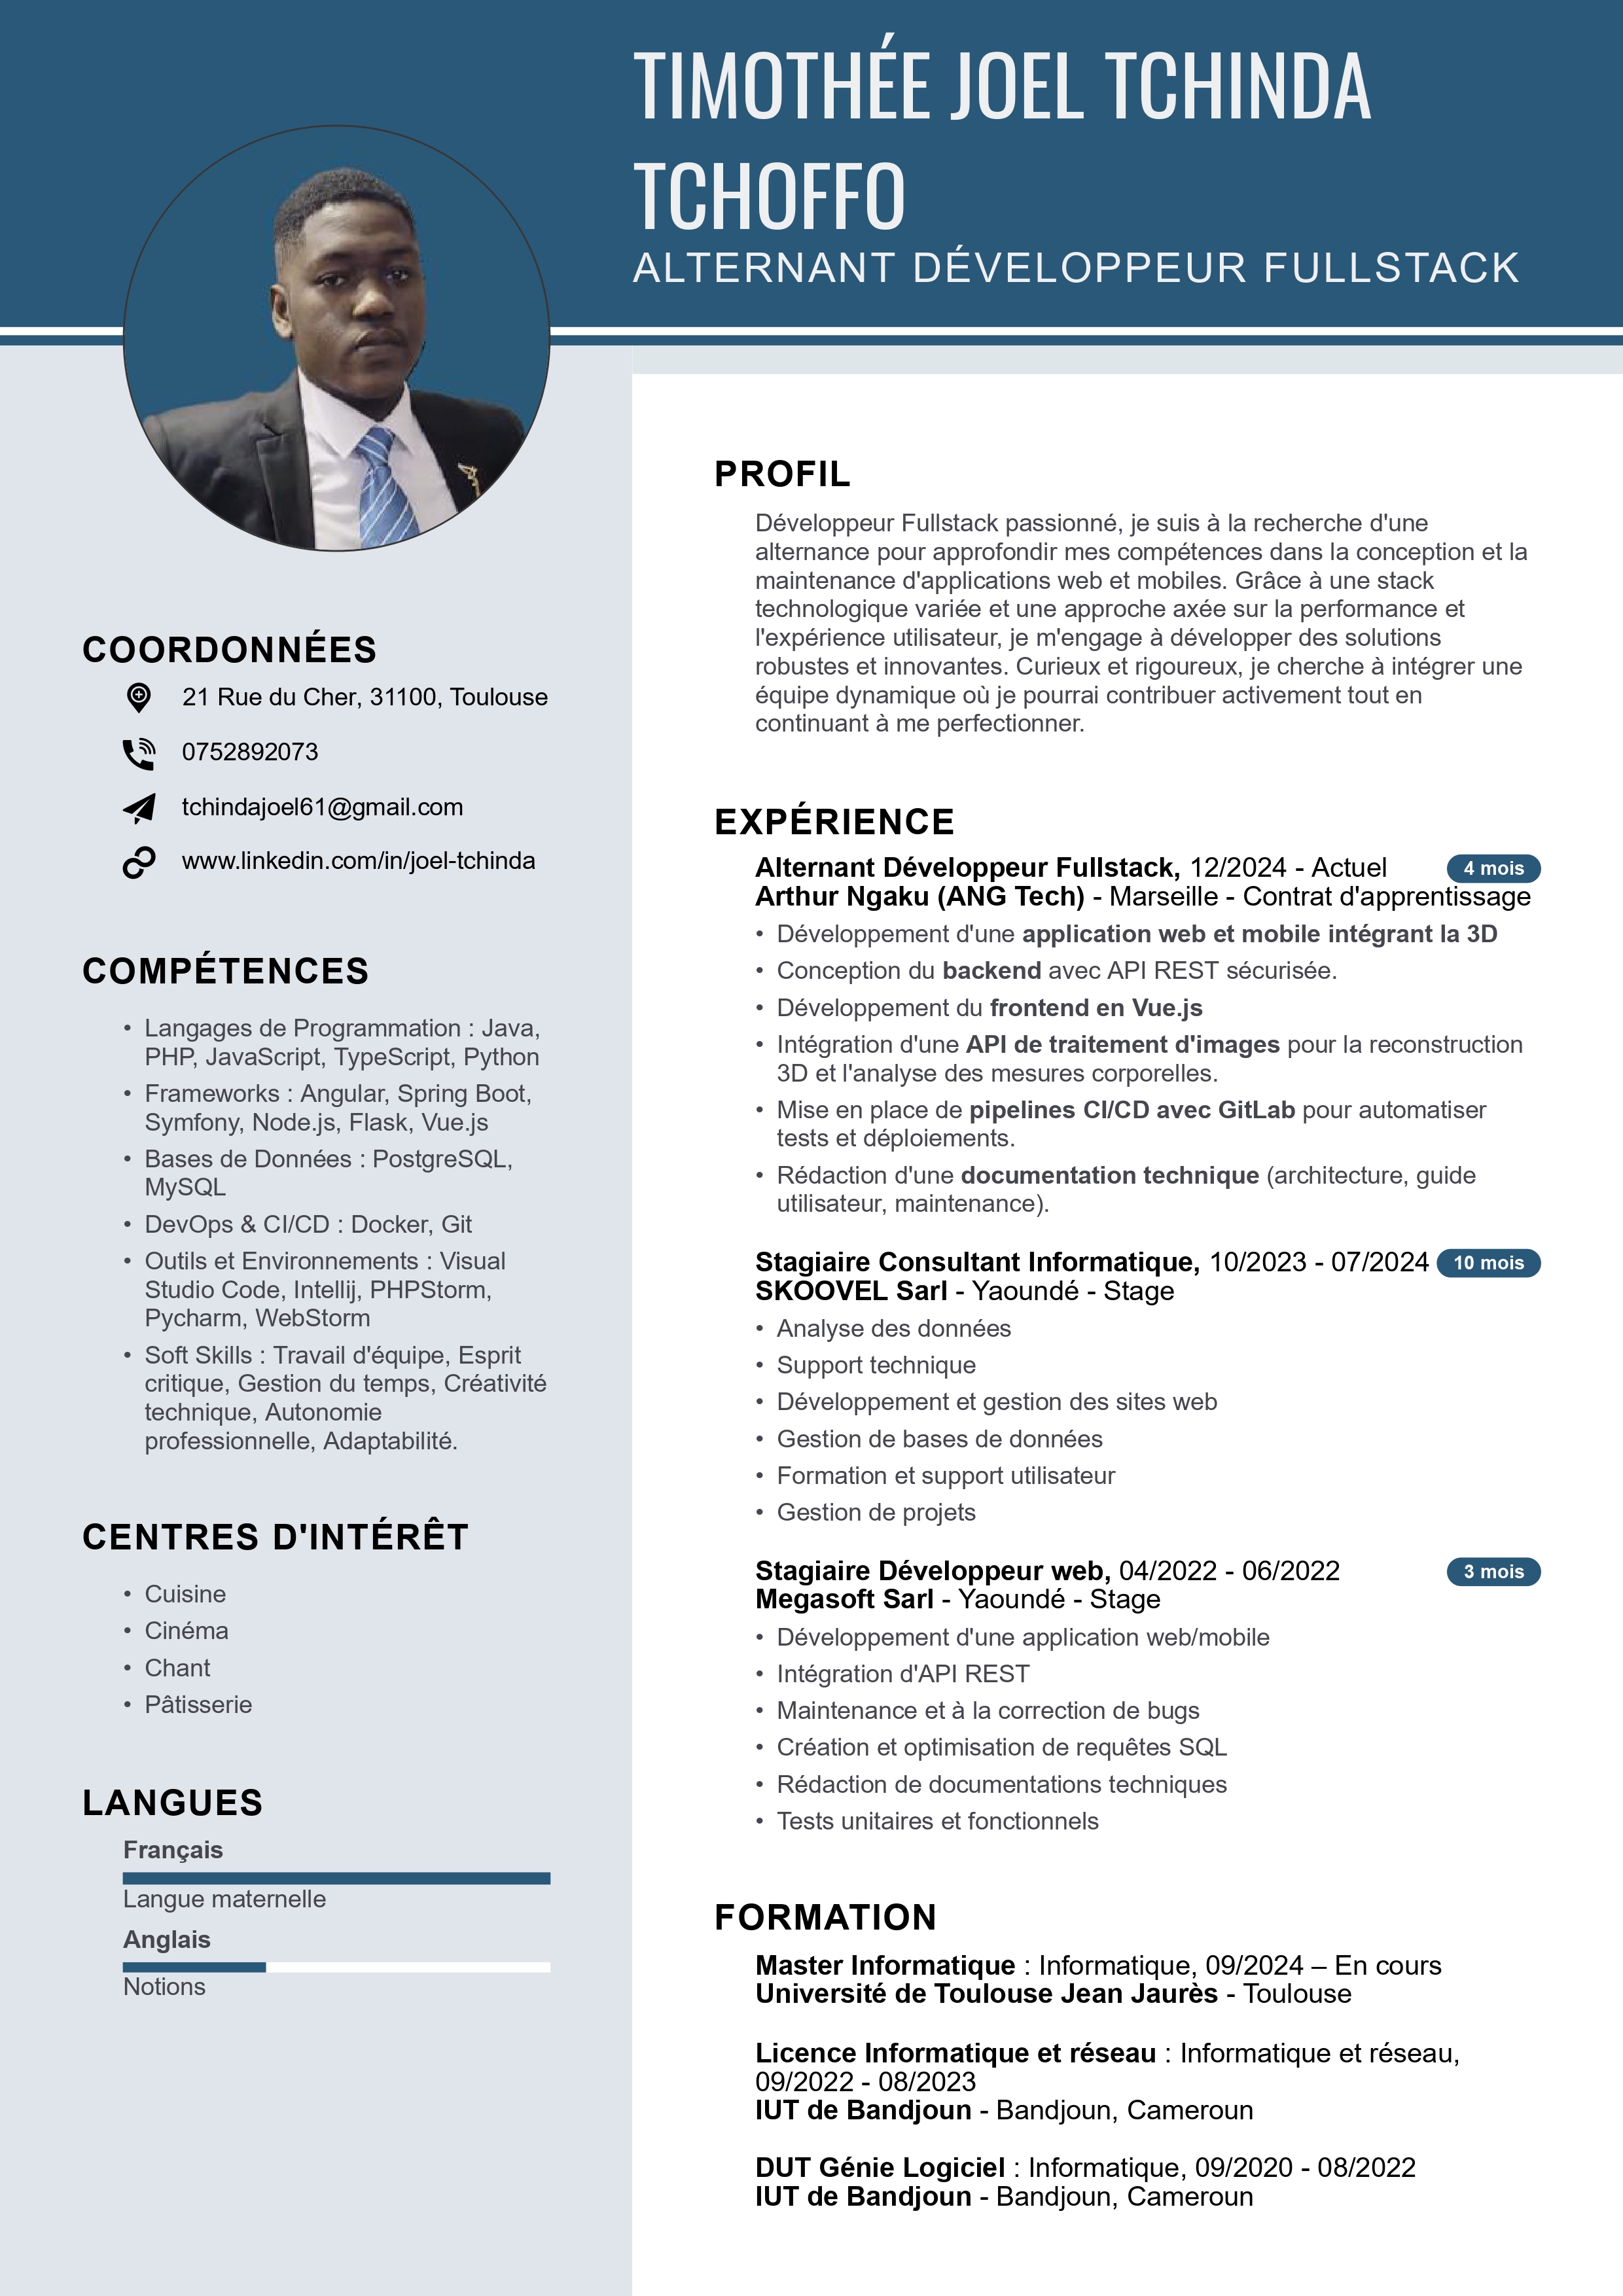 TIMOTHÉE JOEL TCHINDA
TCHOFFO
ALTERNANT DÉVELOPPEUR FULLSTACK
COORDONNÉES
21 Rue du Cher, 31100, Toulouse
0752892073
tchindajoel61@gmail.com
www.linkedin.com/in/joel-tchinda
COMPÉTENCES
• Langages de Programmation : Java,
PHP, JavaScript, TypeScript, Python
• Frameworks : Angular, Spring Boot,
Symfony, Node.js, Flask, Vue.js
• Bases de Données : PostgreSQL,
MySQL
• DevOps & CI/CD : Docker, Git
• Outils et Environnements : Visual
Studio Code, Intellij, PHPStorm,
Pycharm, WebStorm
• Soft Skills : Travail d'équipe, Esprit
critique, Gestion du temps, Créativité
technique, Autonomie
professionnelle, Adaptabilité.
CENTRES D'INTÉRÊT
• Cuisine
• Cinéma
• Chant
• Pâtisserie
LANGUES
Français
Langue maternelle
Anglais
Notions
PROFIL
Développeur Fullstack passionné, je suis à la recherche d'une
alternance pour approfondir mes compétences dans la conception et la
maintenance d'applications web et mobiles. Grâce à une stack
technologique variée et une approche axée sur la performance et
l'expérience utilisateur, je m'engage à développer des solutions
robustes et innovantes. Curieux et rigoureux, je cherche à intégrer une
équipe dynamique où je pourrai contribuer activement tout en
continuant à me perfectionner.
EXPÉRIENCE
Alternant Développeur Fullstack, 12/2024 - Actuel 4 mois
Arthur Ngaku (ANG Tech) - Marseille - Contrat d'apprentissage
• Développement d'une application web et mobile intégrant la 3D
• Conception du backend avec API REST sécurisée.
• Développement du frontend en Vue.js
• Intégration d'une API de traitement d'images pour la reconstruction
3D et l'analyse des mesures corporelles.
• Mise en place de pipelines CI/CD avec GitLab pour automatiser
tests et déploiements.
• Rédaction d'une documentation technique (architecture, guide
utilisateur, maintenance).
Stagiaire Consultant Informatique, 10/2023 - 07/2024 10 mois
SKOOVEL Sarl - Yaoundé - Stage
• Analyse des données
• Support technique
• Développement et gestion des sites web
• Gestion de bases de données
• Formation et support utilisateur
• Gestion de projets
Stagiaire Développeur web, 04/2022 - 06/2022 3 mois
Megasoft Sarl - Yaoundé - Stage
• Développement d'une application web/mobile
• Intégration d'API REST
• Maintenance et à la correction de bugs
• Création et optimisation de requêtes SQL
• Rédaction de documentations techniques
• Tests unitaires et fonctionnels
FORMATION
Master Informatique : Informatique, 09/2024 – En cours
Université de Toulouse Jean Jaurès - Toulouse
Licence Informatique et réseau : Informatique et réseau,
09/2022 - 08/2023
IUT de Bandjoun - Bandjoun, Cameroun
DUT Génie Logiciel : Informatique, 09/2020 - 08/2022
IUT de Bandjoun - Bandjoun, Cameroun